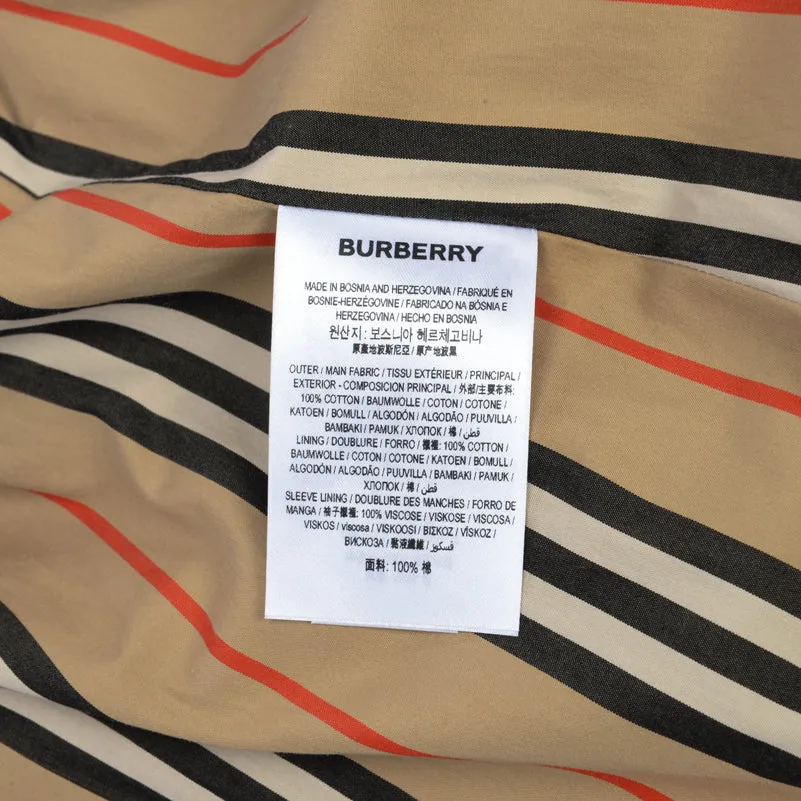 BURBERRY
MADE IN BOSNIA AND HERZEGOVINA / FABRIQUÉ EN
BOSNIE-HERZÉGOVINE / FABRICADO NA BÓSNIA E
HERZEGOVINA / HECHO EN BOSNIA
원산지 : 보스니아 헤르체고비나
原產地波斯尼亞 / 原产地波黑
OUTER / MAIN FABRIC / TISSU EXTÉRIEUR / PRINCIPAL /
EXTERIOR - COMPOSICION PRINCIPAL / 外部/主要布料:
100% COTTON / BAUMWOLLE / COTON / COTONE /
KATOEN / BOMULL / ALGODÓN / ALGODÃO / PUUVILLA /
BAMBAKI / PAMUK / ХЛОПОК / 棉 / قطن /
LINING / DOUBLURE / FORRO / 襯裡: 100% COTTON /
BAUMWOLLE / COTON / COTONE / KATOEN / BOMULL /
ALGODÓN / ALGODÃO / PUUVILLA / BAMBAKI / PAMUK /
ХЛОПОК / 棉 / قطن /
SLEEVE LINING / DOUBLURE DES MANCHES / FORRO DE
MANGA / 袖子襯裡: 100% VISCOSE / VISKOSE / VISCOSA /
VISKOS / viscosa / VISKOOSI / ΒΙΣΚΟΖ / VİSKOZ /
ВИСКОЗА / 黏液纖維 / فسكوز /
面料: 100% 棉